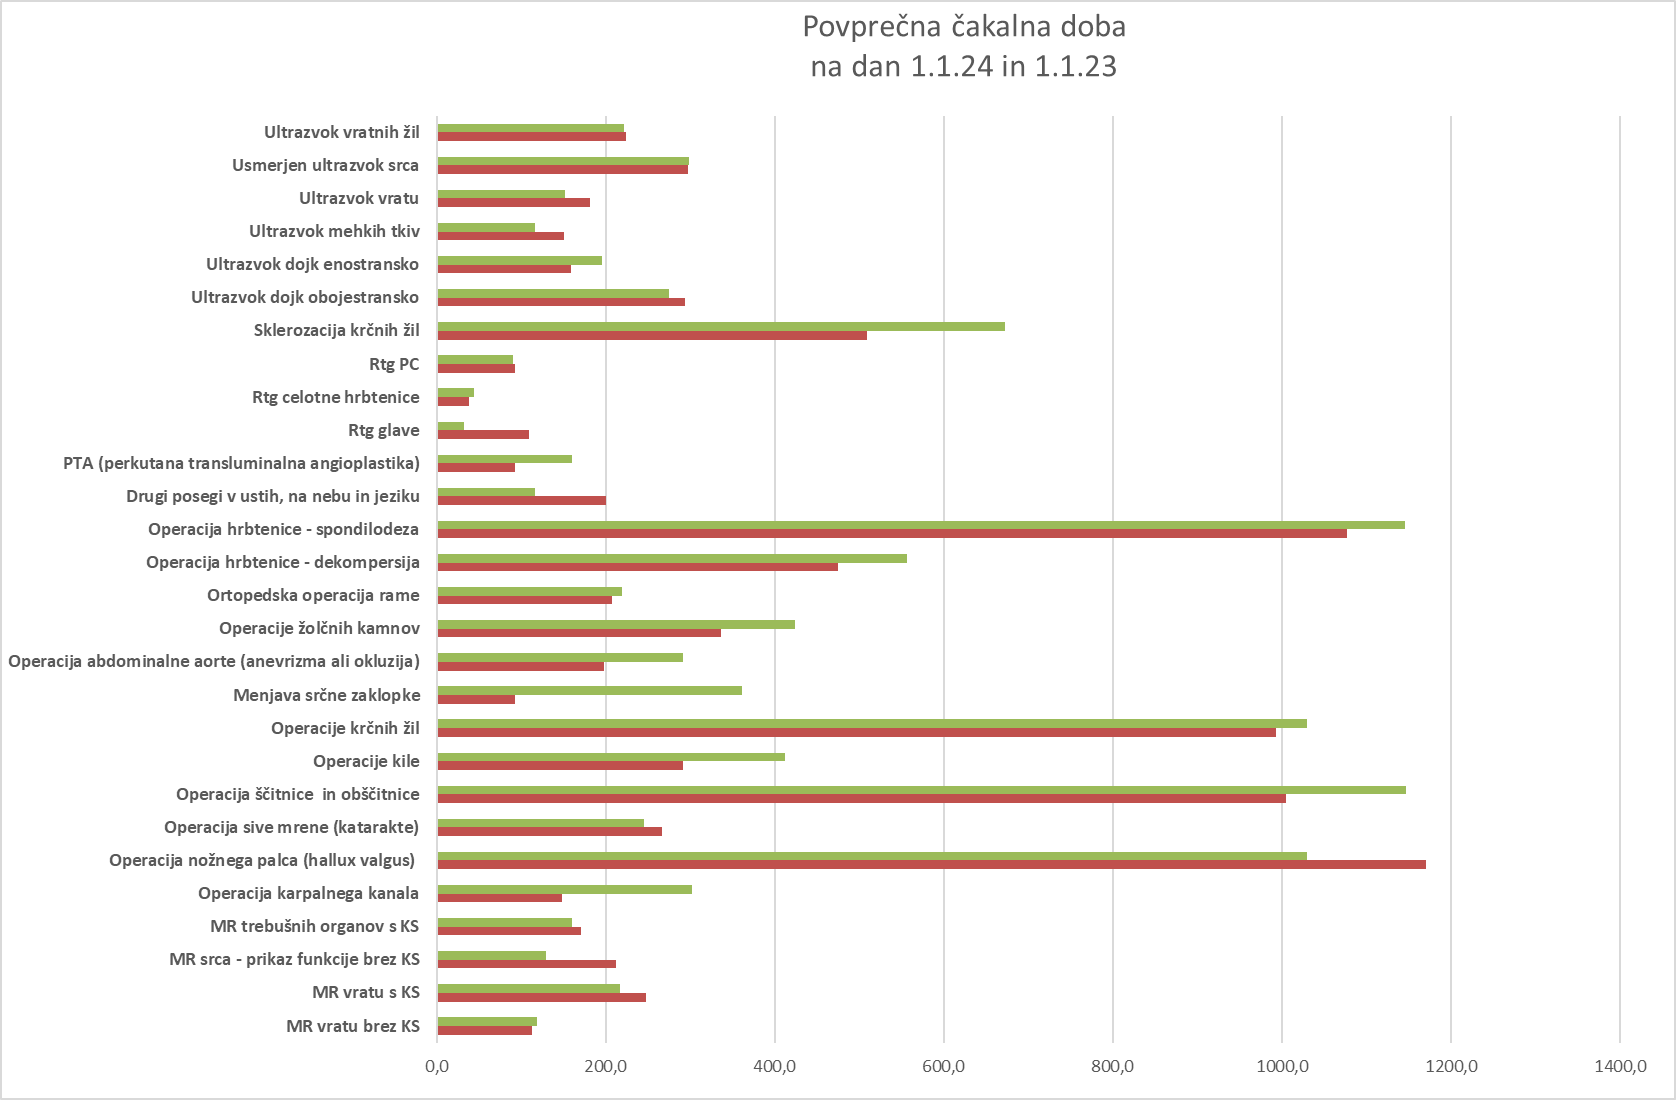 Povprečna čakalna doba
na dan 1.1.24 in 1.1.23
Ultrazvok vratnih žil
Usmerjen ultrazvok srca
Ultrazvok vratu
Ultrazvok mehkih tkiv
Ultrazvok dojk enostransko
Ultrazvok dojk obojestransko
Sklerozacija krčnih žil
Rtg PC
Rtg celotne hrbtenice
Rtg glave
PTA (perkutana transluminalna angioplastika)
Drugi posegi v ustih, na nebu in jeziku
Operacija hrbtenice - spondilodeza
Operacija hrbtenice - dekompersija
Ortopedska operacija rame
Operacije žolčnih kamnov
Operacija abdominalne aorte (anevrizma ali okluzija)
Menjava srčne zaklopke
Operacije krčnih žil
Operacije kile
Operacija ščitnice  in obščitnice
Operacija sive mrene (katarakte)
Operacija nožnega palca (hallux valgus)
Operacija karpalnega kanala
MR trebušnih organov s KS
MR srca - prikaz funkcije brez KS
MR vratu s KS
MR vratu brez KS
0,0 200,0 400,0 600,0 800,0 1000,0 1200,0 1400,0